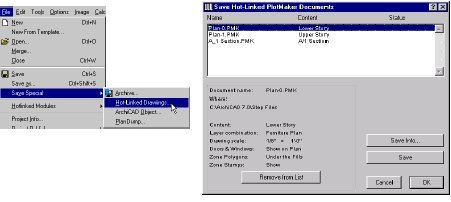 File Edit Tools Options Image Calc
New Ctrl+N
New From Template...
Open... Ctrl+O
Merge...
Close Ctrl+W
Save Ctrl+S
Save as... Ctrl+Shift+S
Save Special
Hotlinked Modules
Project Info...
Archive...
Hot-Linked Drawings...
ArchiCAD Object...
Plan Dump...
Save Hot-Linked PlotMaker Documents
Name Content Status
Plan-0.PMK Lower Story
Plan-1.PMK Upper Story
A_1 Section.PMK A/1 Section
Document name: Plan-0.PMK
Where:
C:\ArchiCAD 7.0\Step Files
Content: Lower Story
Layer combination: Furniture Plan
Drawing scale: 1/8" = 1'-0"
Doors & Windows: Show on Plan
Zone Polygons: Under the Fills
Zone Stamps: Show
Remove from List
Save Info...
Save
Cancel OK